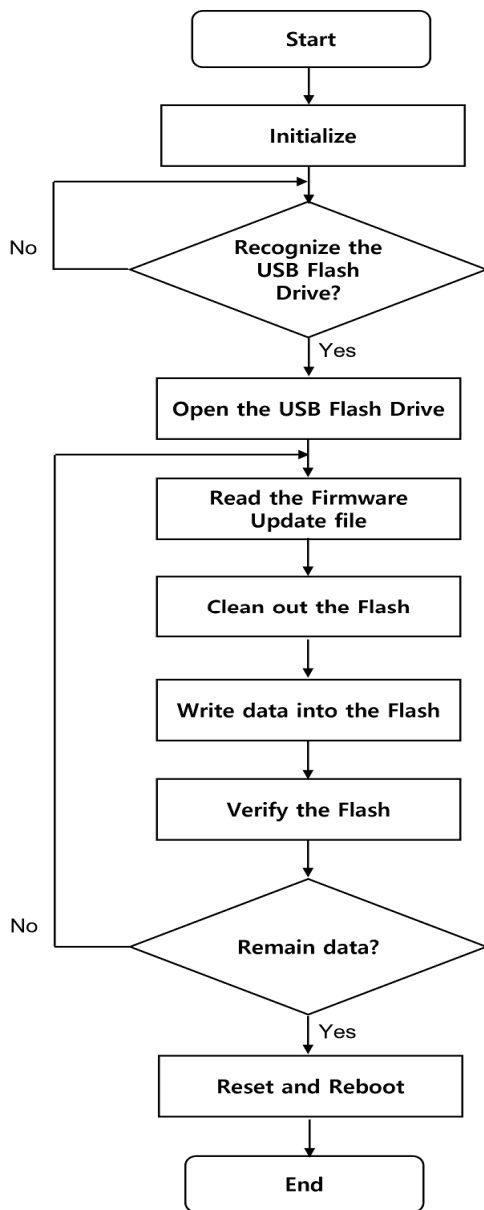 Start
Initialize
No
Recognize the
USB Flash
Drive?
Yes
Open the USB Flash Drive
Read the Firmware
Update file
Clean out the Flash
Write data into the Flash
Verify the Flash
No
Remain data?
Yes
Reset and Reboot
End